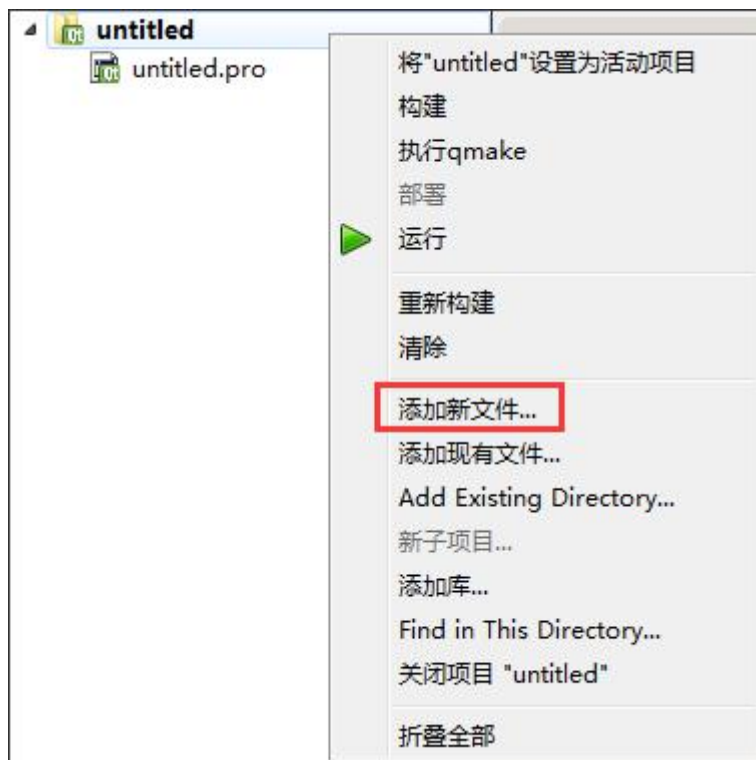 untitled
untitled.pro
将"untitled"设置为活动项目
构建
执行qmake
部署
运行
重新构建
清除
添加新文件...
添加现有文件...
Add Existing Directory...
新子项目...
添加库...
Find in This Directory...
关闭项目 "untitled"
折叠全部